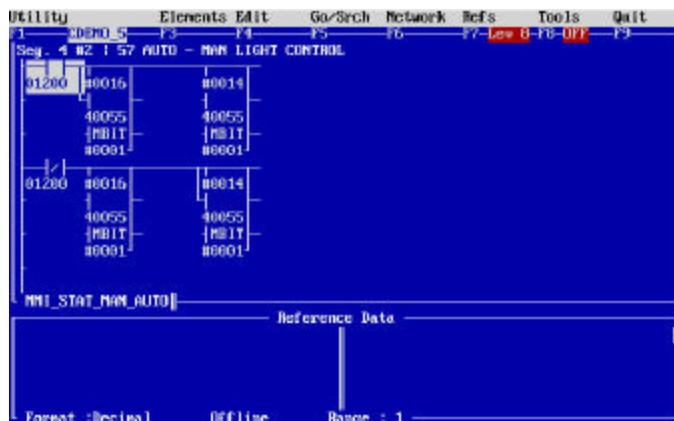 Utility Elements Edit Go/Srch Network Refs Tools Quit
F1 XDEMO_5 F3 F4 F5 F6 F7-Lev 8-F8-OFF F9
Seg. 4 #2 | 57 AUTO - MAN LIGHT CONTROL
01200 #0016 #0014
40055 40055
MBIT MBIT
#0001 #0001
01200 #0016 #0014
40055 40055
MBIT MBIT
#0001 #0001
MMI_STAT_MAN_AUTO
Reference Data
Format :Decimal Offline Range : 1